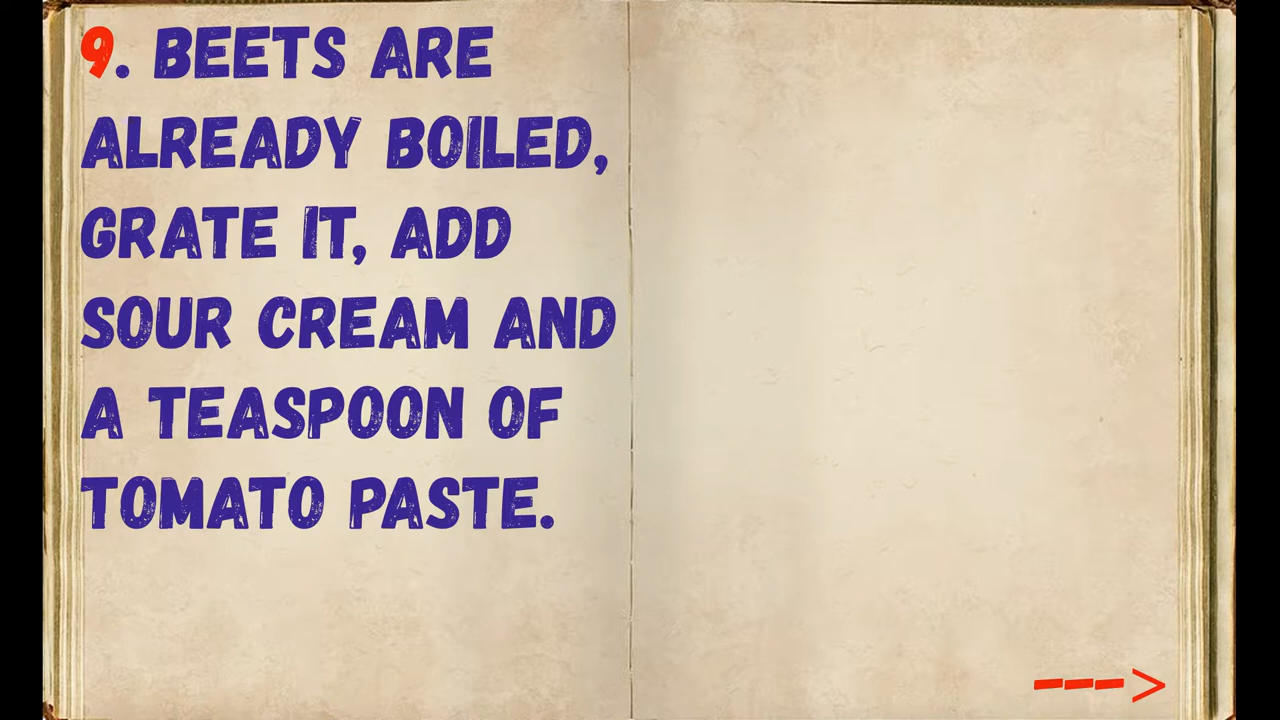 9. BEETS ARE
ALREADY BOILED,
GRATE IT, ADD
SOUR CREAM AND
A TEASPOON OF
TOMATO PASTE.
--->